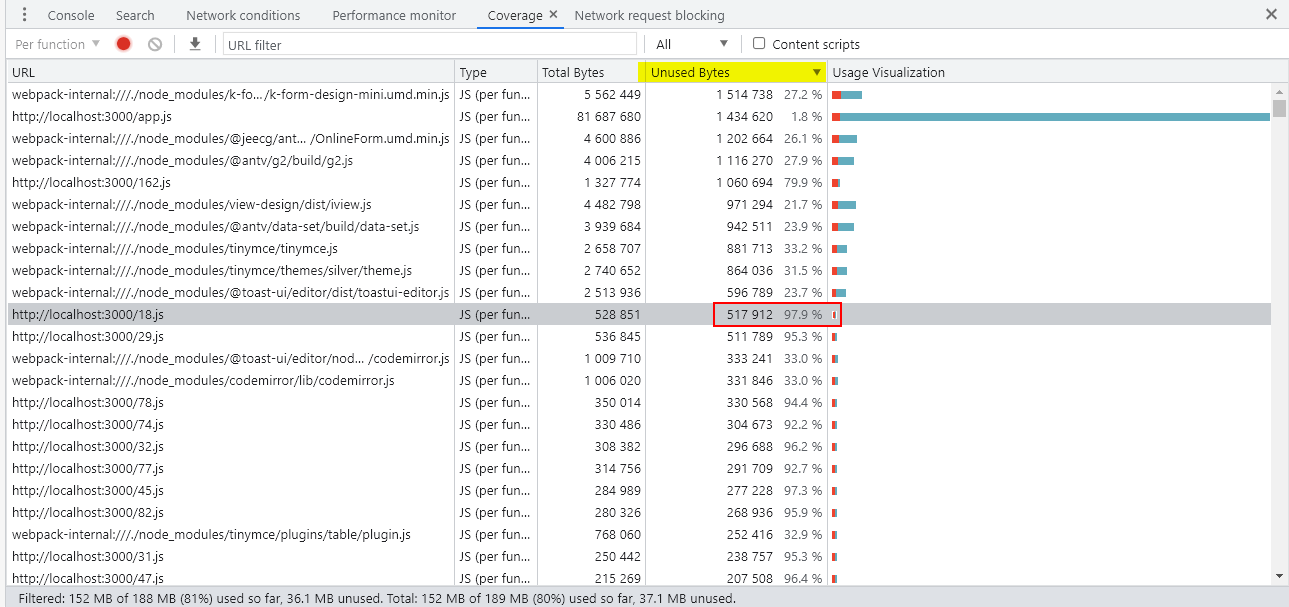 Console Search Network conditions Performance monitor Coverage × Network request blocking ×
Per function ▼ URL filter All ▼ Content scripts
URL Type Total Bytes Unused Bytes ▼ Usage Visualization
webpack-internal:///./node_modules/k-fo… /k-form-design-mini.umd.min.js JS (per fun… 5 562 449 1 514 738 27.2 %
http://localhost:3000/app.js JS (per fun… 81 687 680 1 434 620 1.8 %
webpack-internal:///./node_modules/@jeecg/ant… /OnlineForm.umd.min.js JS (per fun… 4 600 886 1 202 664 26.1 %
webpack-internal:///./node_modules/@antv/g2/build/g2.js JS (per fun… 4 006 215 1 116 270 27.9 %
http://localhost:3000/162.js JS (per fun… 1 327 774 1 060 694 79.9 %
webpack-internal:///./node_modules/view-design/dist/iview.js JS (per fun… 4 482 798 971 294 21.7 %
webpack-internal:///./node_modules/@antv/data-set/build/data-set.js JS (per fun… 3 939 684 942 511 23.9 %
webpack-internal:///./node_modules/tinymce/tinymce.js JS (per fun… 2 658 707 881 713 33.2 %
webpack-internal:///./node_modules/tinymce/themes/silver/theme.js JS (per fun… 2 740 652 864 036 31.5 %
webpack-internal:///./node_modules/@toast-ui/editor/dist/toastui-editor.js JS (per fun… 2 513 936 596 789 23.7 %
http://localhost:3000/18.js JS (per fun… 528 851 517 912 97.9 %
http://localhost:3000/29.js JS (per fun… 536 845 511 789 95.3 %
webpack-internal:///./node_modules/@toast-ui/editor/nod… /codemirror.js JS (per fun… 1 009 710 333 241 33.0 %
webpack-internal:///./node_modules/codemirror/lib/codemirror.js JS (per fun… 1 006 020 331 846 33.0 %
http://localhost:3000/78.js JS (per fun… 350 014 330 568 94.4 %
http://localhost:3000/74.js JS (per fun… 330 486 304 673 92.2 %
http://localhost:3000/32.js JS (per fun… 308 382 296 688 96.2 %
http://localhost:3000/77.js JS (per fun… 314 756 291 709 92.7 %
http://localhost:3000/45.js JS (per fun… 284 989 277 228 97.3 %
http://localhost:3000/82.js JS (per fun… 280 326 268 936 95.9 %
webpack-internal:///./node_modules/tinymce/plugins/table/plugin.js JS (per fun… 768 060 252 416 32.9 %
http://localhost:3000/31.js JS (per fun… 250 442 238 757 95.3 %
http://localhost:3000/47.js JS (per fun… 215 269 207 508 96.4 %
Filtered: 152 MB of 188 MB (81%) used so far, 36.1 MB unused. Total: 152 MB of 189 MB (80%) used so far, 37.1 MB unused.